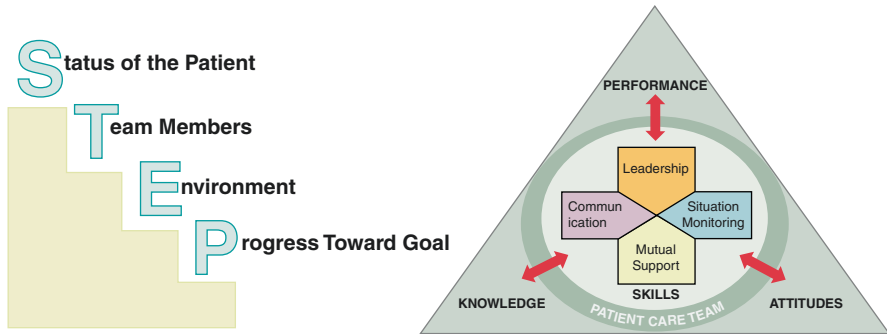 Status of the Patient
Team Members
Environment
Progress Toward Goal
PERFORMANCE
Leadership
Commun
ication
Situation
Monitoring
Mutual
Support
KNOWLEDGE
SKILLS
ATTITUDES
PATIENT CARE TEAM